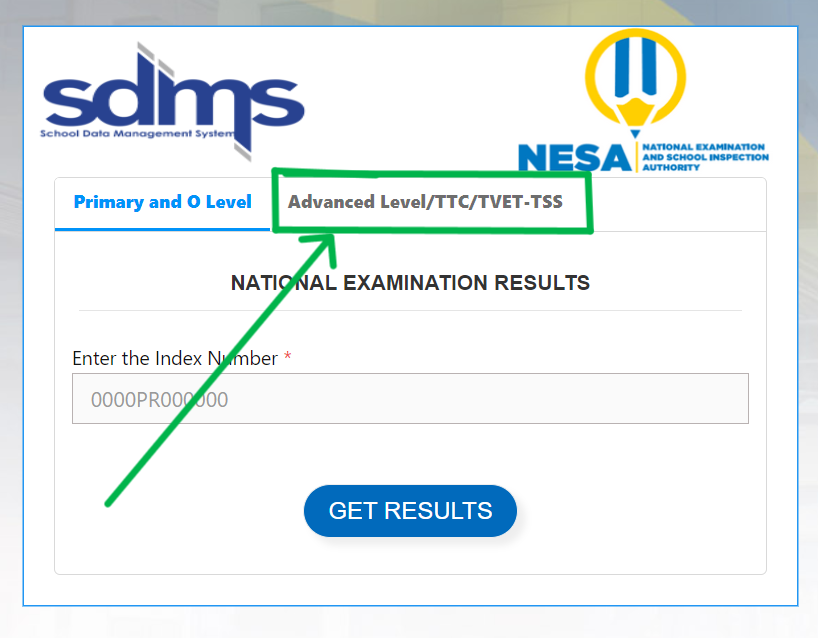 sdms
School Data Management System
NESA
NATIONAL EXAMINATION
AND SCHOOL INSPECTION
AUTHORITY
Primary and O Level
Advanced Level/TTC/TVET-TSS
NATIONAL EXAMINATION RESULTS
Enter the Index Number *
0000PR000000
GET RESULTS